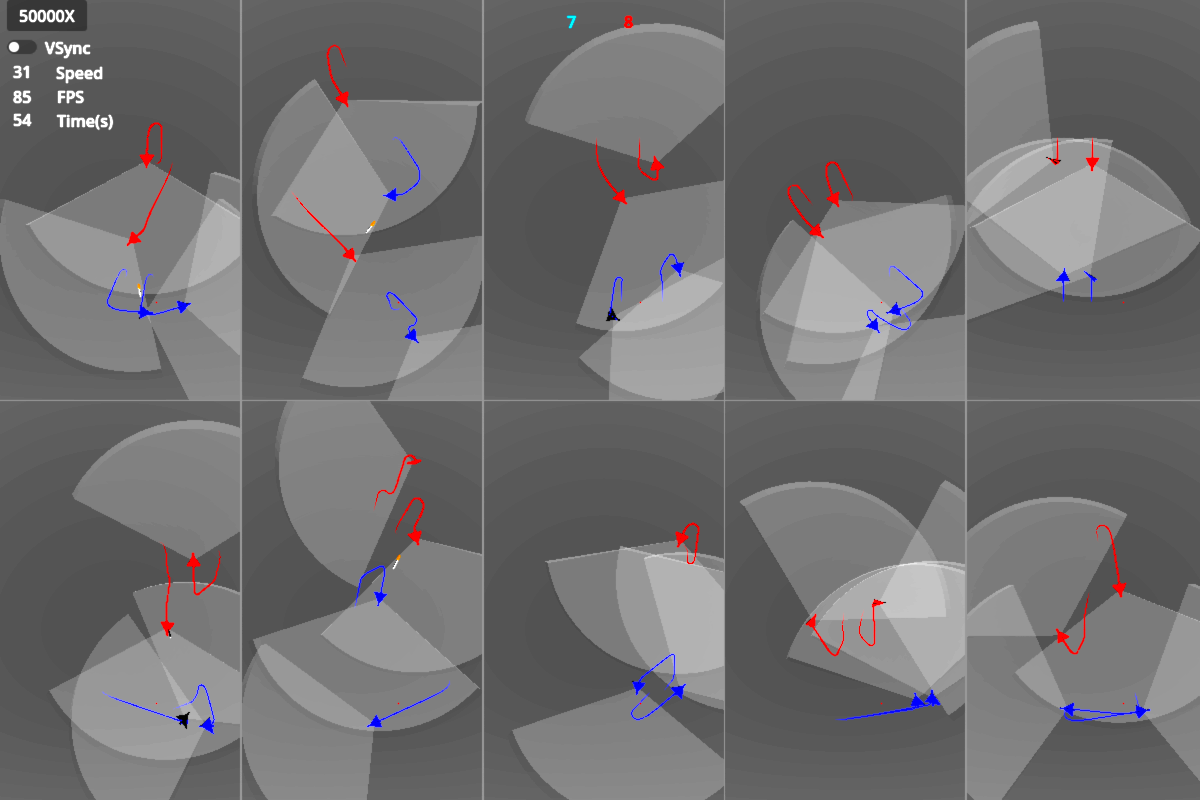 50000X
7 8
VSync
31 Speed
85 FPS
54 Time(s)